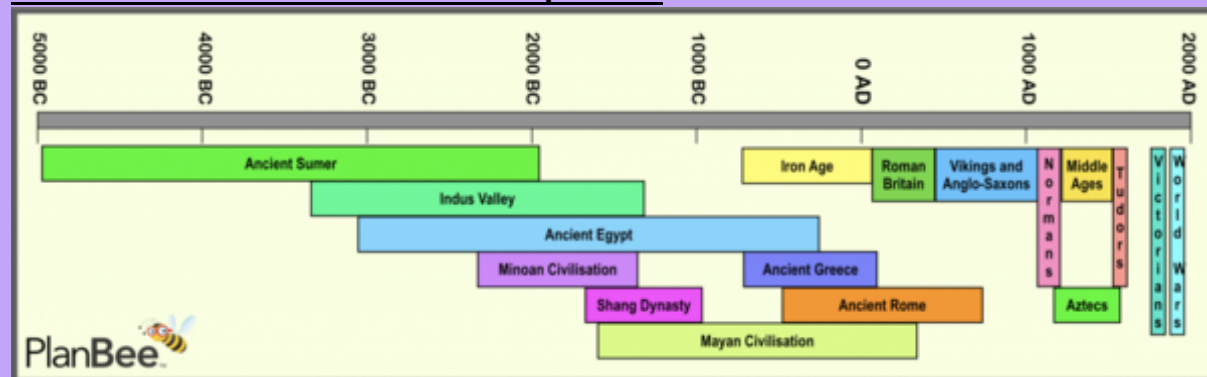 5000 BC
4000 BC
3000 BC
2000 BC
1000 BC
0 AD
1000 AD
2000 AD
Ancient Sumer
Iron Age
Roman
Britain
Vikings and
Anglo-Saxons
Normans
Middle
Ages
Tudors
Victorians
World Wars
Indus Valley
Ancient Egypt
Minoan Civilisation
Ancient Greece
Shang Dynasty
Ancient Rome
Aztecs
Mayan Civilisation
PlanBee